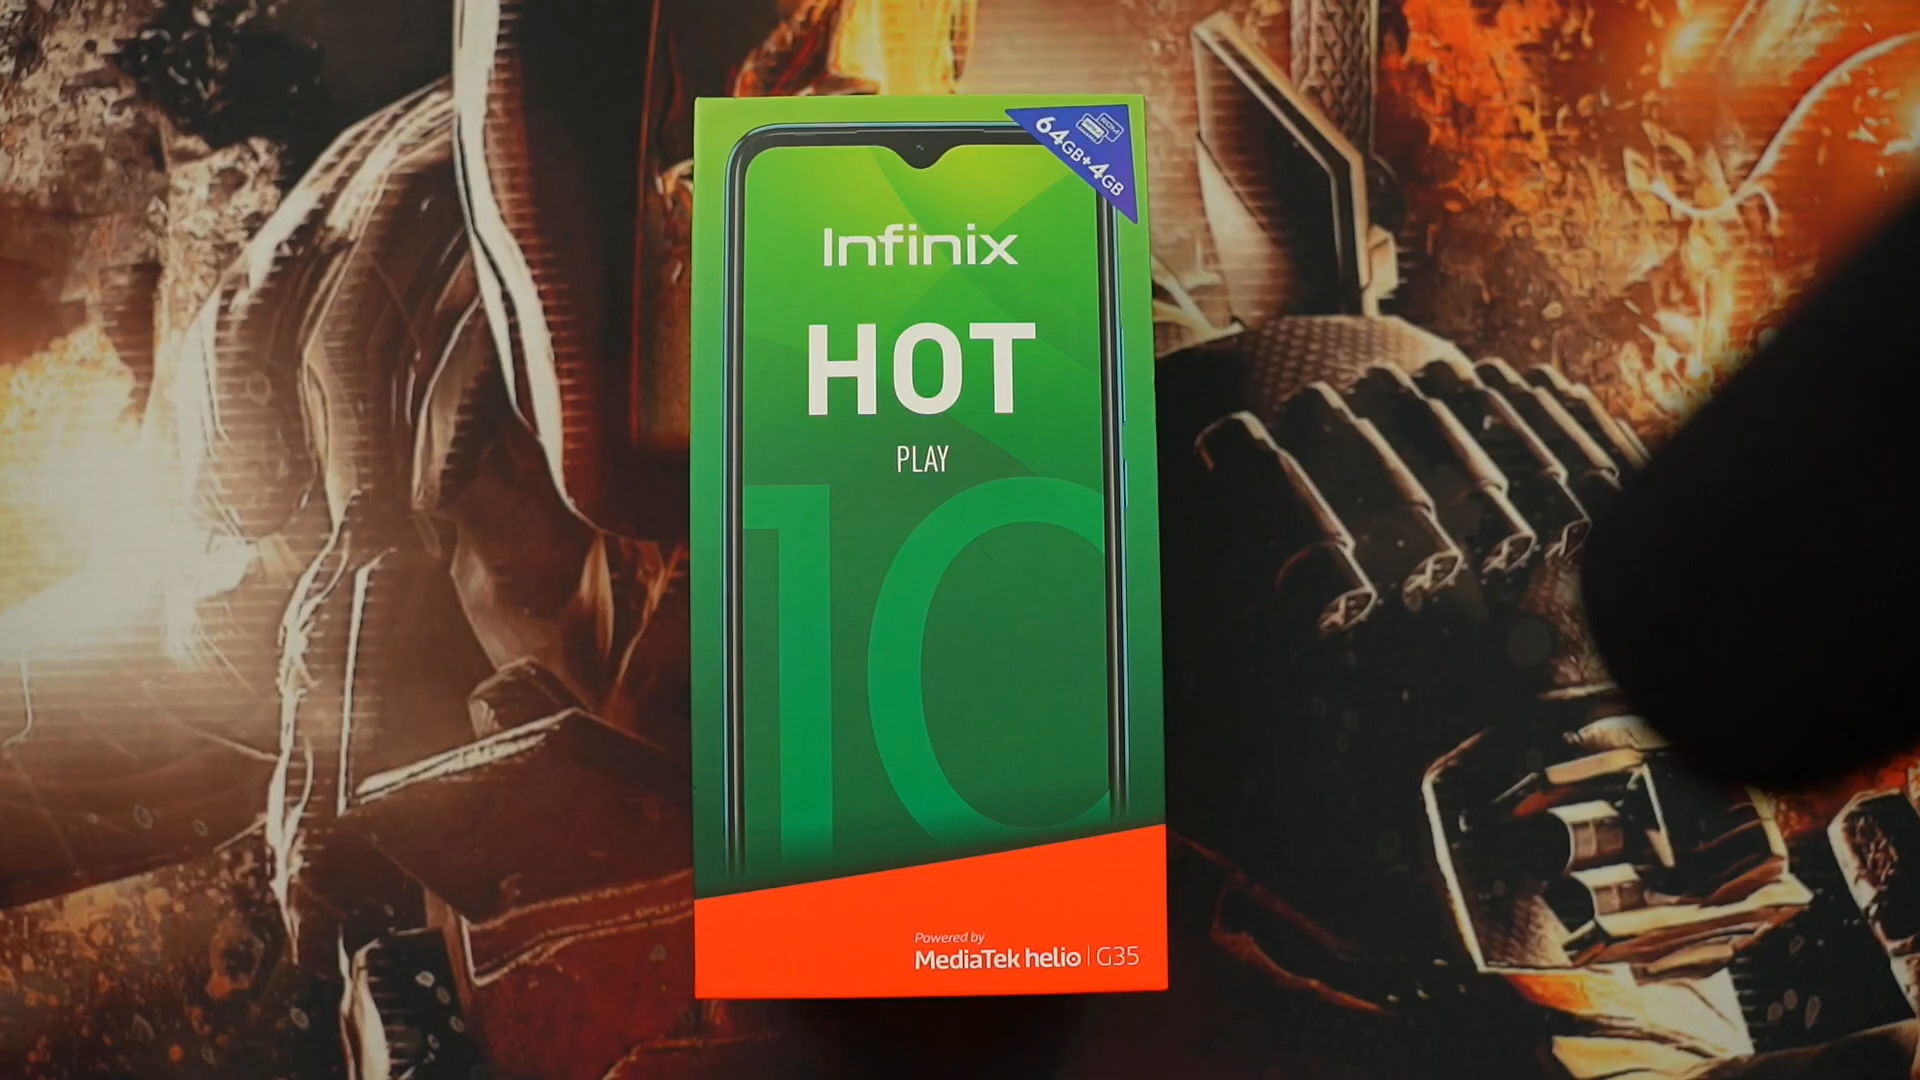 64GB+4GB
Infinix
HOT
PLAY
10
Powered by
MediaTek helio | G35